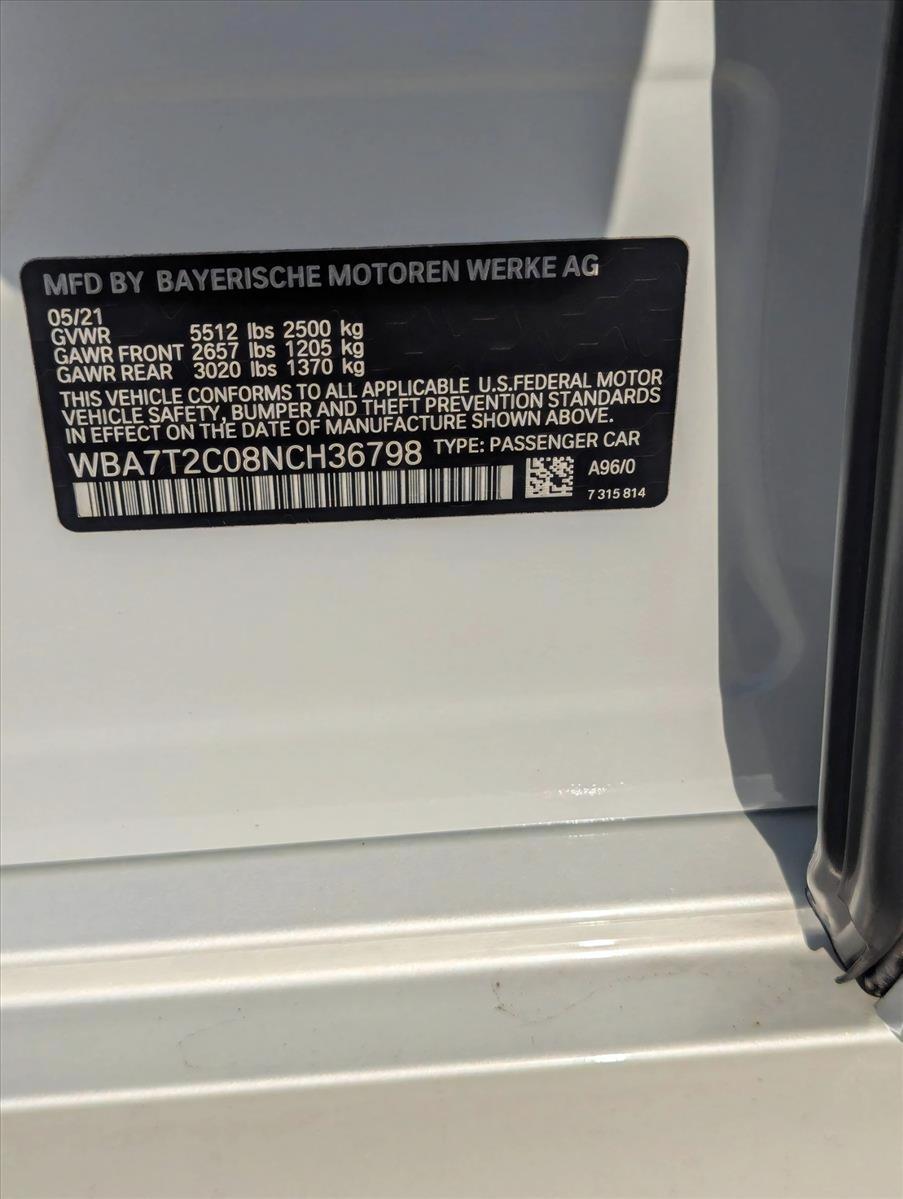 MFD BY BAYERISCHE MOTOREN WERKE AG
05/21
GVWR 5512 lbs 2500 kg
GAWR FRONT 2657 lbs 1205 kg
GAWR REAR 3020 lbs 1370 kg
THIS VEHICLE CONFORMS TO ALL APPLICABLE U.S.FEDERAL MOTOR
VEHICLE SAFETY, BUMPER AND THEFT PREVENTION STANDARDS
IN EFFECT ON THE DATE OF MANUFACTURE SHOWN ABOVE.
WBA7T2C08NCH36798 TYPE: PASSENGER CAR
A96/0
7 315 814